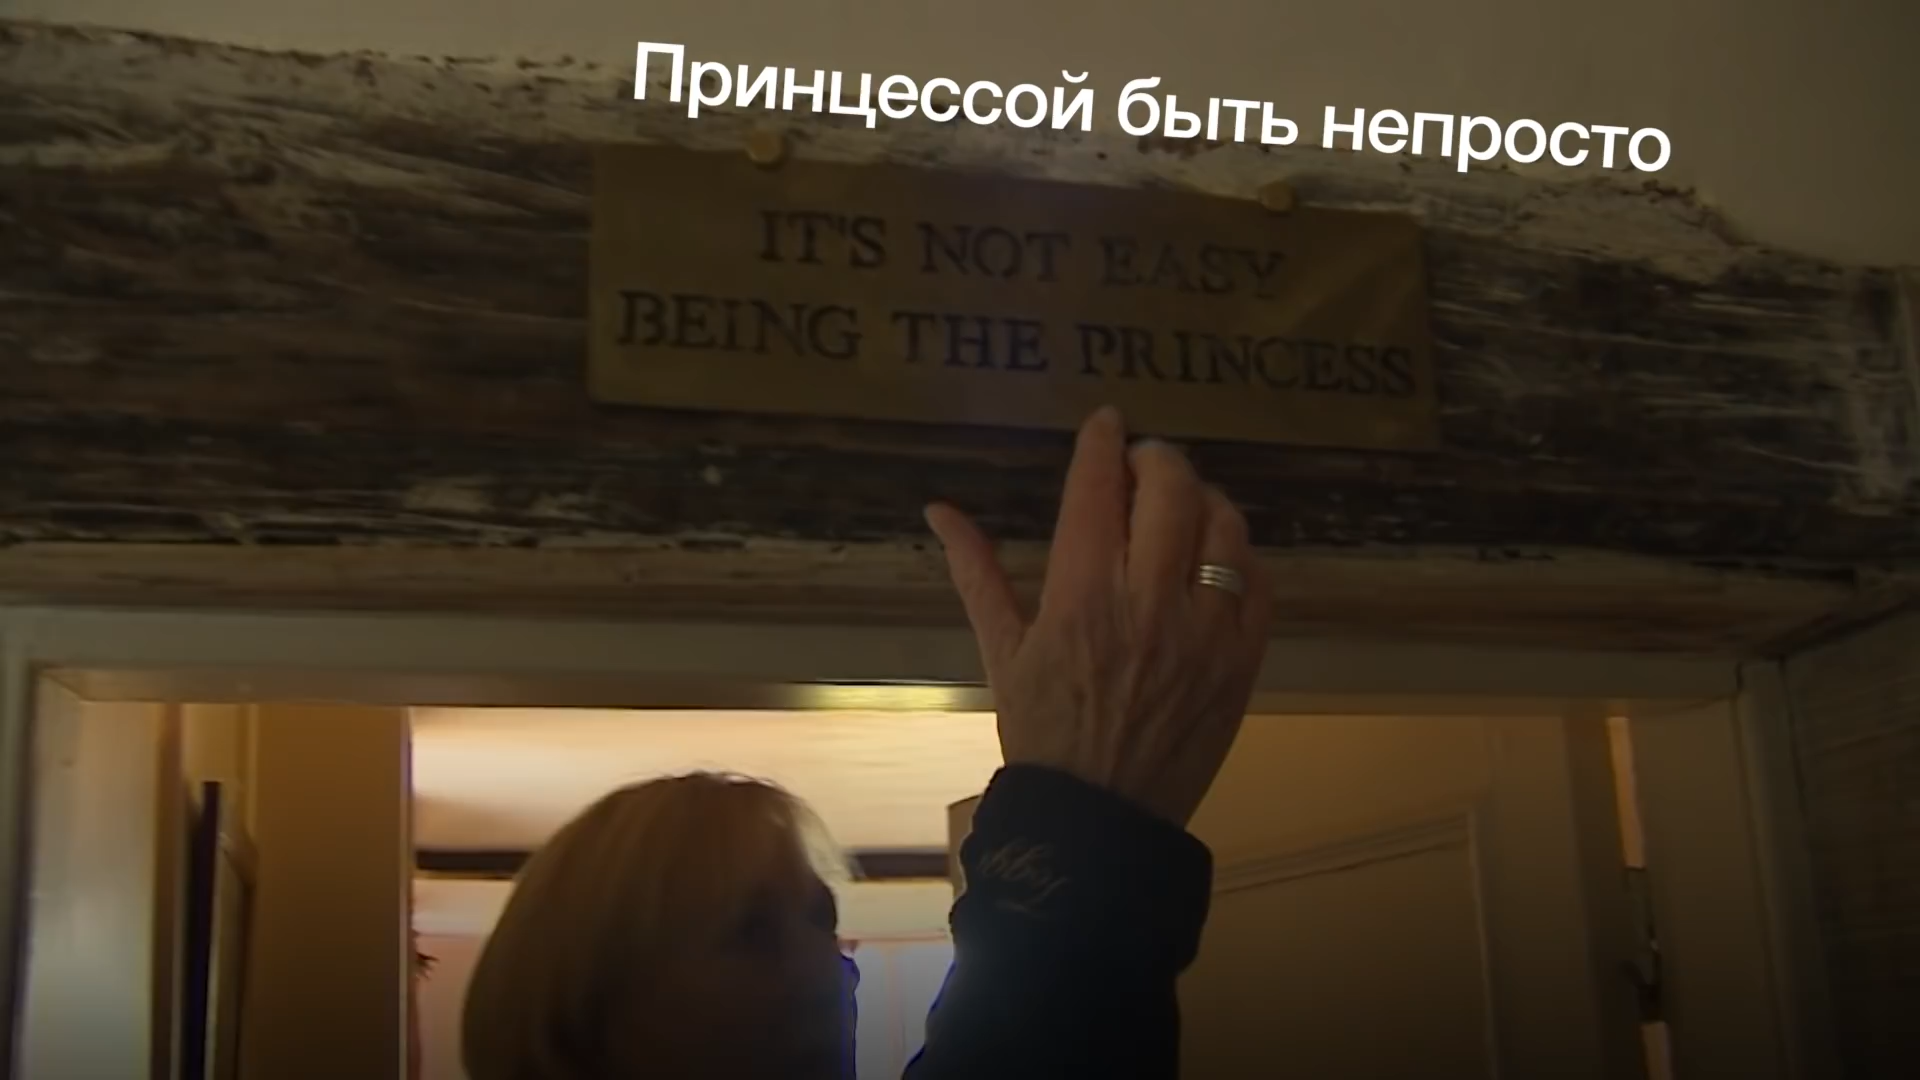 Принцессой быть непросто
IT'S NOT EASY
BEING THE PRINCESS